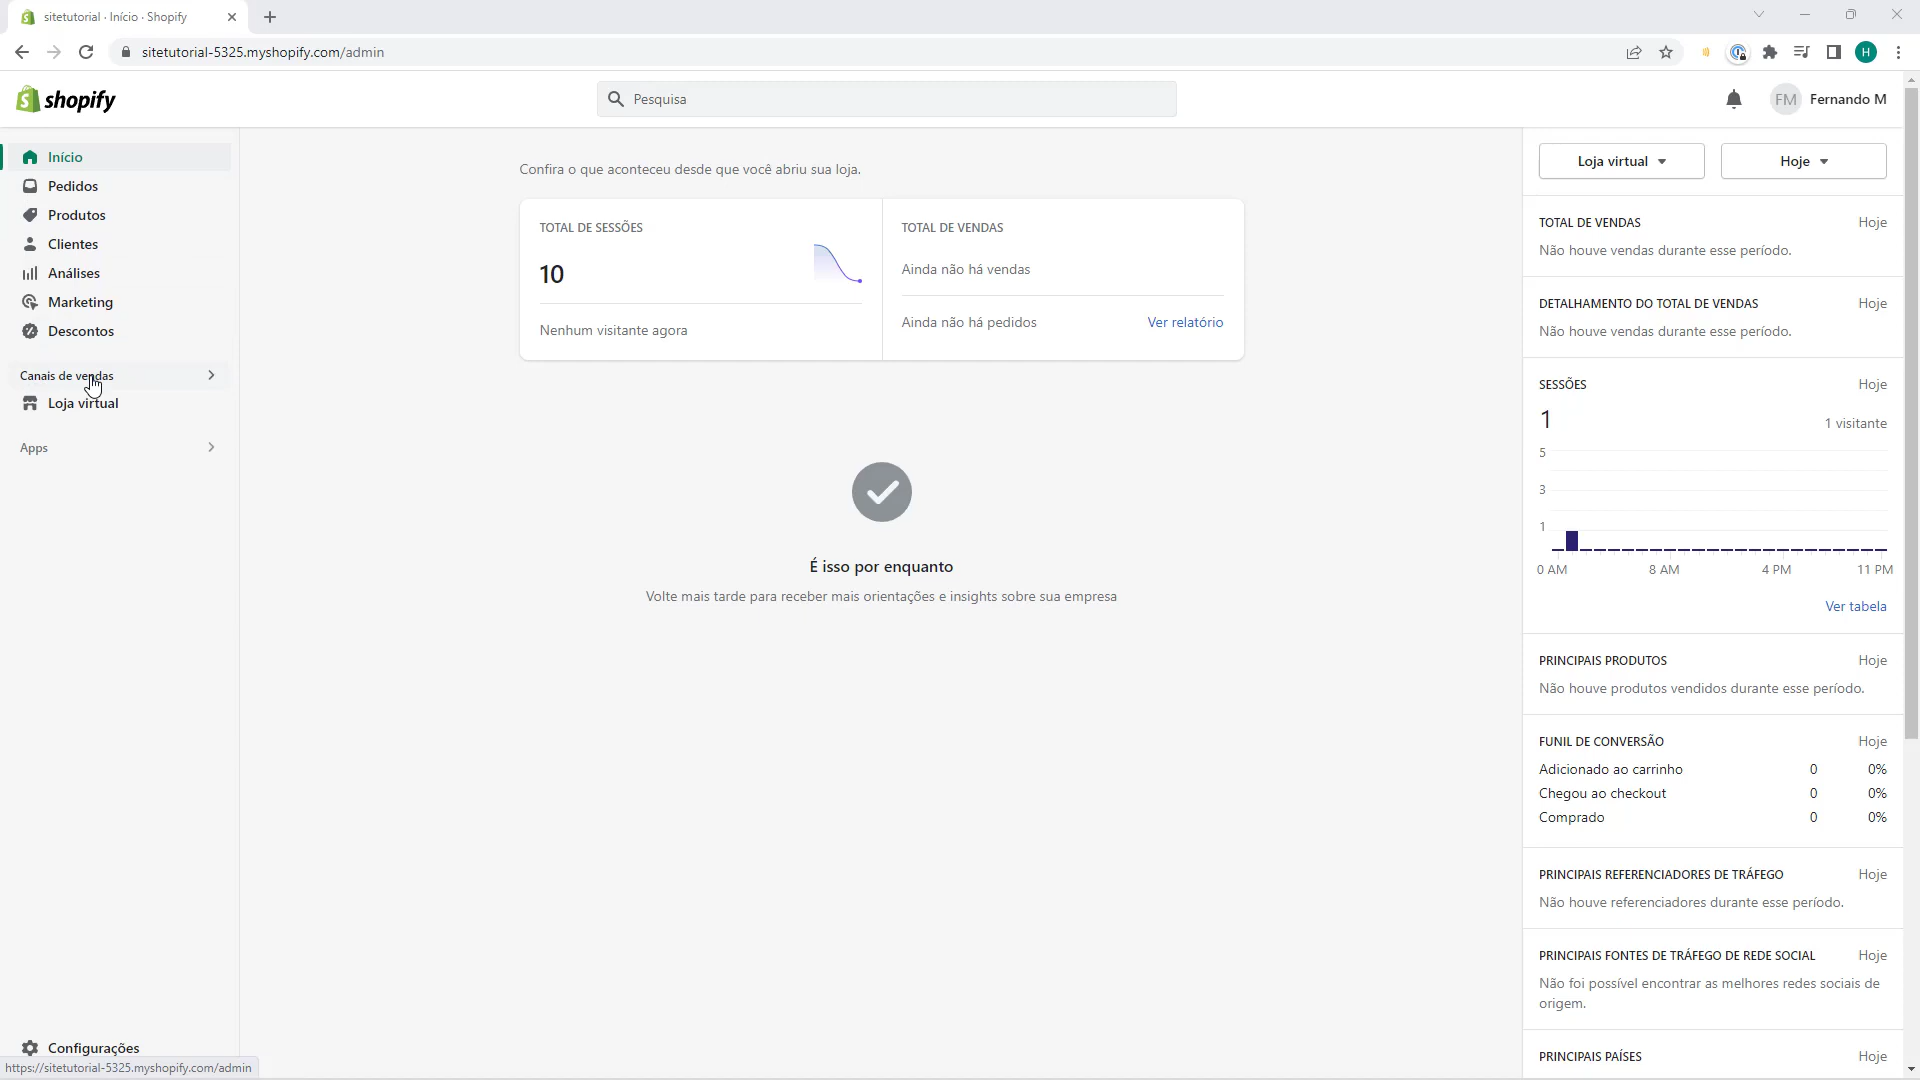 sitetutorial · Início · Shopify
sitetutorial-5325.myshopify.com/admin
H
shopify
Pesquisa
FM
Fernando M
Início
Pedidos
Produtos
Clientes
Análises
Marketing
Descontos
Canais de vendas
Loja virtual
Apps
Configurações
https://sitetutorial-5325.myshopify.com/admin
Confira o que aconteceu desde que você abriu sua loja.
TOTAL DE SESSÕES
10
Nenhum visitante agora
TOTAL DE VENDAS
Ainda não há vendas
Ainda não há pedidos Ver relatório
É isso por enquanto
Volte mais tarde para receber mais orientações e insights sobre sua empresa
Loja virtual Hoje
TOTAL DE VENDAS Hoje
Não houve vendas durante esse período.
DETALHAMENTO DO TOTAL DE VENDAS Hoje
Não houve vendas durante esse período.
SESSÕES Hoje
1 1 visitante
5
3
1
0 AM 8 AM 4 PM 11 PM
Ver tabela
PRINCIPAIS PRODUTOS Hoje
Não houve produtos vendidos durante esse período.
FUNIL DE CONVERSÃO Hoje
Adicionado ao carrinho 0 0%
Chegou ao checkout 0 0%
Comprado 0 0%
PRINCIPAIS REFERENCIADORES DE TRÁFEGO Hoje
Não houve referenciadores durante esse período.
PRINCIPAIS FONTES DE TRÁFEGO DE REDE SOCIAL Hoje
Não foi possível encontrar as melhores redes sociais de
origem.
PRINCIPAIS PAÍSES Hoje